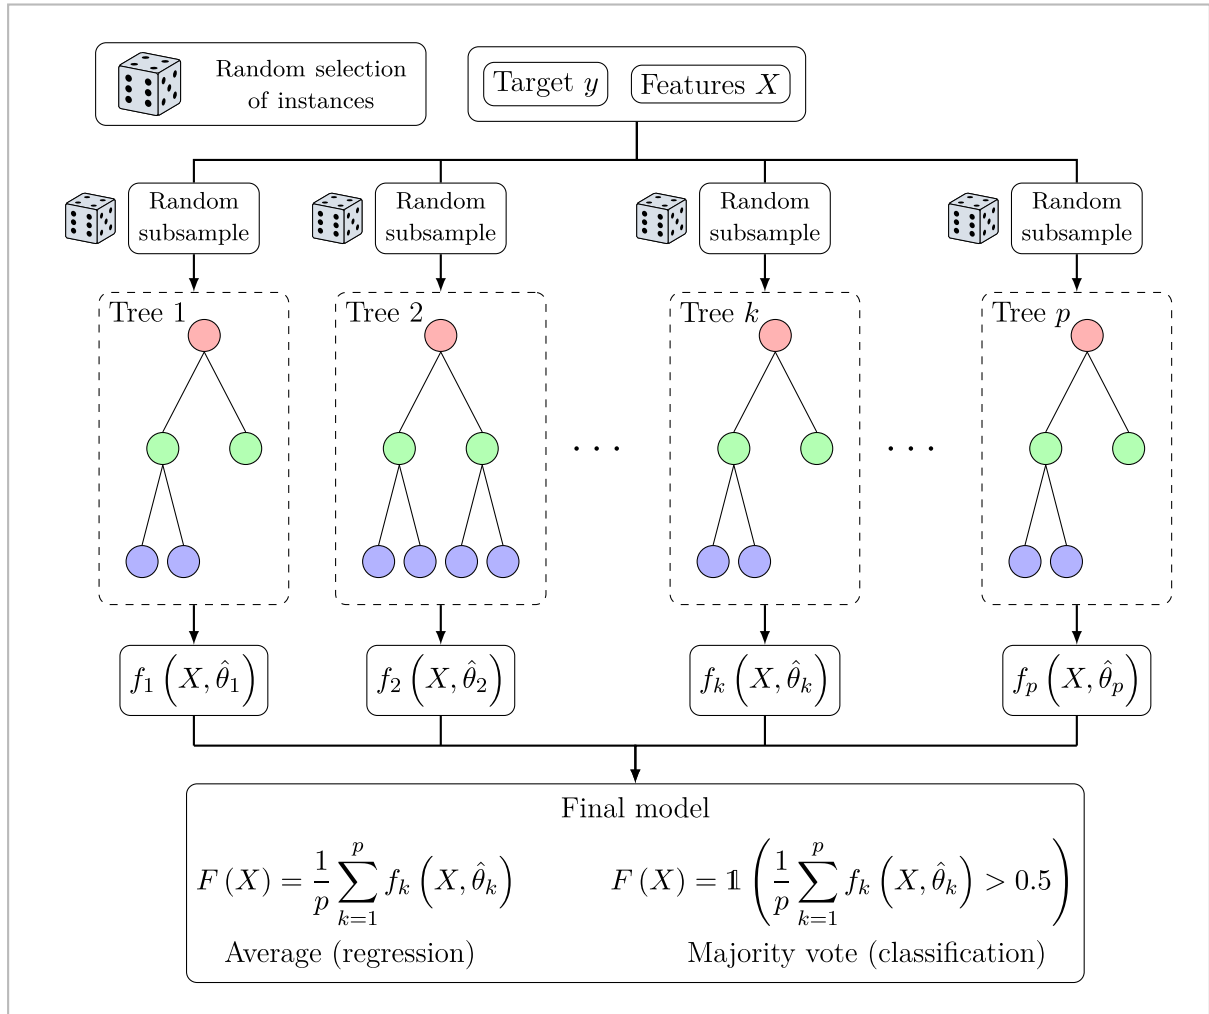 Random selection
of instances
Target y Features X
Random
subsample
Random
subsample
Random
subsample
Random
subsample
Tree 1
Tree 2
Tree k
Tree p
· · ·
· · ·
f₁ (X, θ̂₁)
f₂ (X, θ̂₂)
fₖ (X, θ̂ₖ)
fₚ (X, θ̂ₚ)
Final model
F (X) = 1/p ∑ₖ₌₁ᵖ fₖ (X, θ̂ₖ)
F (X) = 𝟙 (1/p ∑ₖ₌₁ᵖ fₖ (X, θ̂ₖ) > 0.5)
Average (regression)
Majority vote (classification)